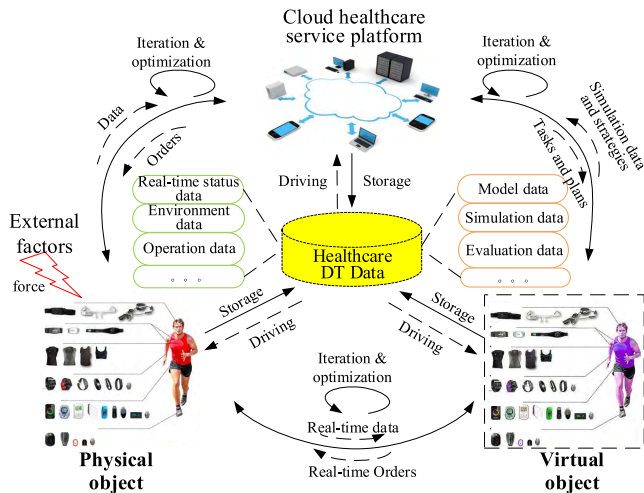 Cloud healthcare
service platform
Iteration &
optimization
Iteration &
optimization
Data
Orders
Simulation data
and strategies
Tasks and plans
Driving
Storage
Real-time status
data
Environment
data
Operation data
Model data
Simulation data
Evaluation data
External
factors
force
Healthcare
DT Data
Storage
Driving
Storage
Driving
Iteration &
optimization
Real-time data
Real-time Orders
Physical
object
Virtual
object